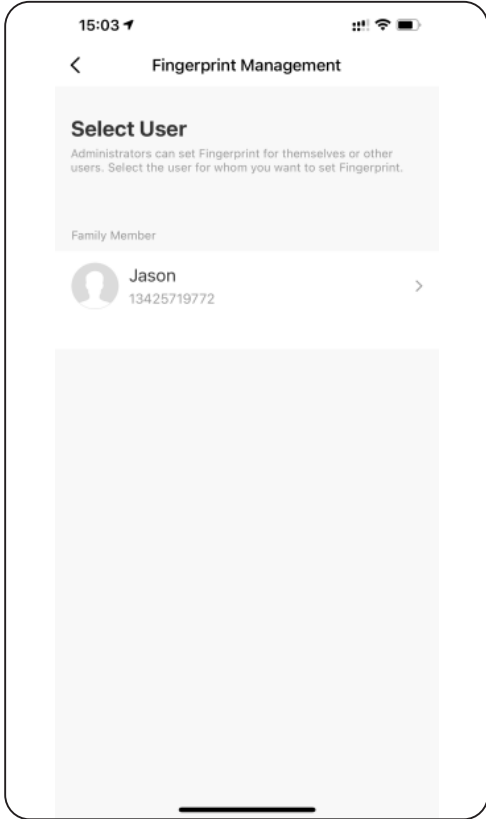 15:03
Fingerprint Management
Select User
Administrators can set Fingerprint for themselves or other
users. Select the user for whom you want to set Fingerprint.
Family Member
Jason
13425719772